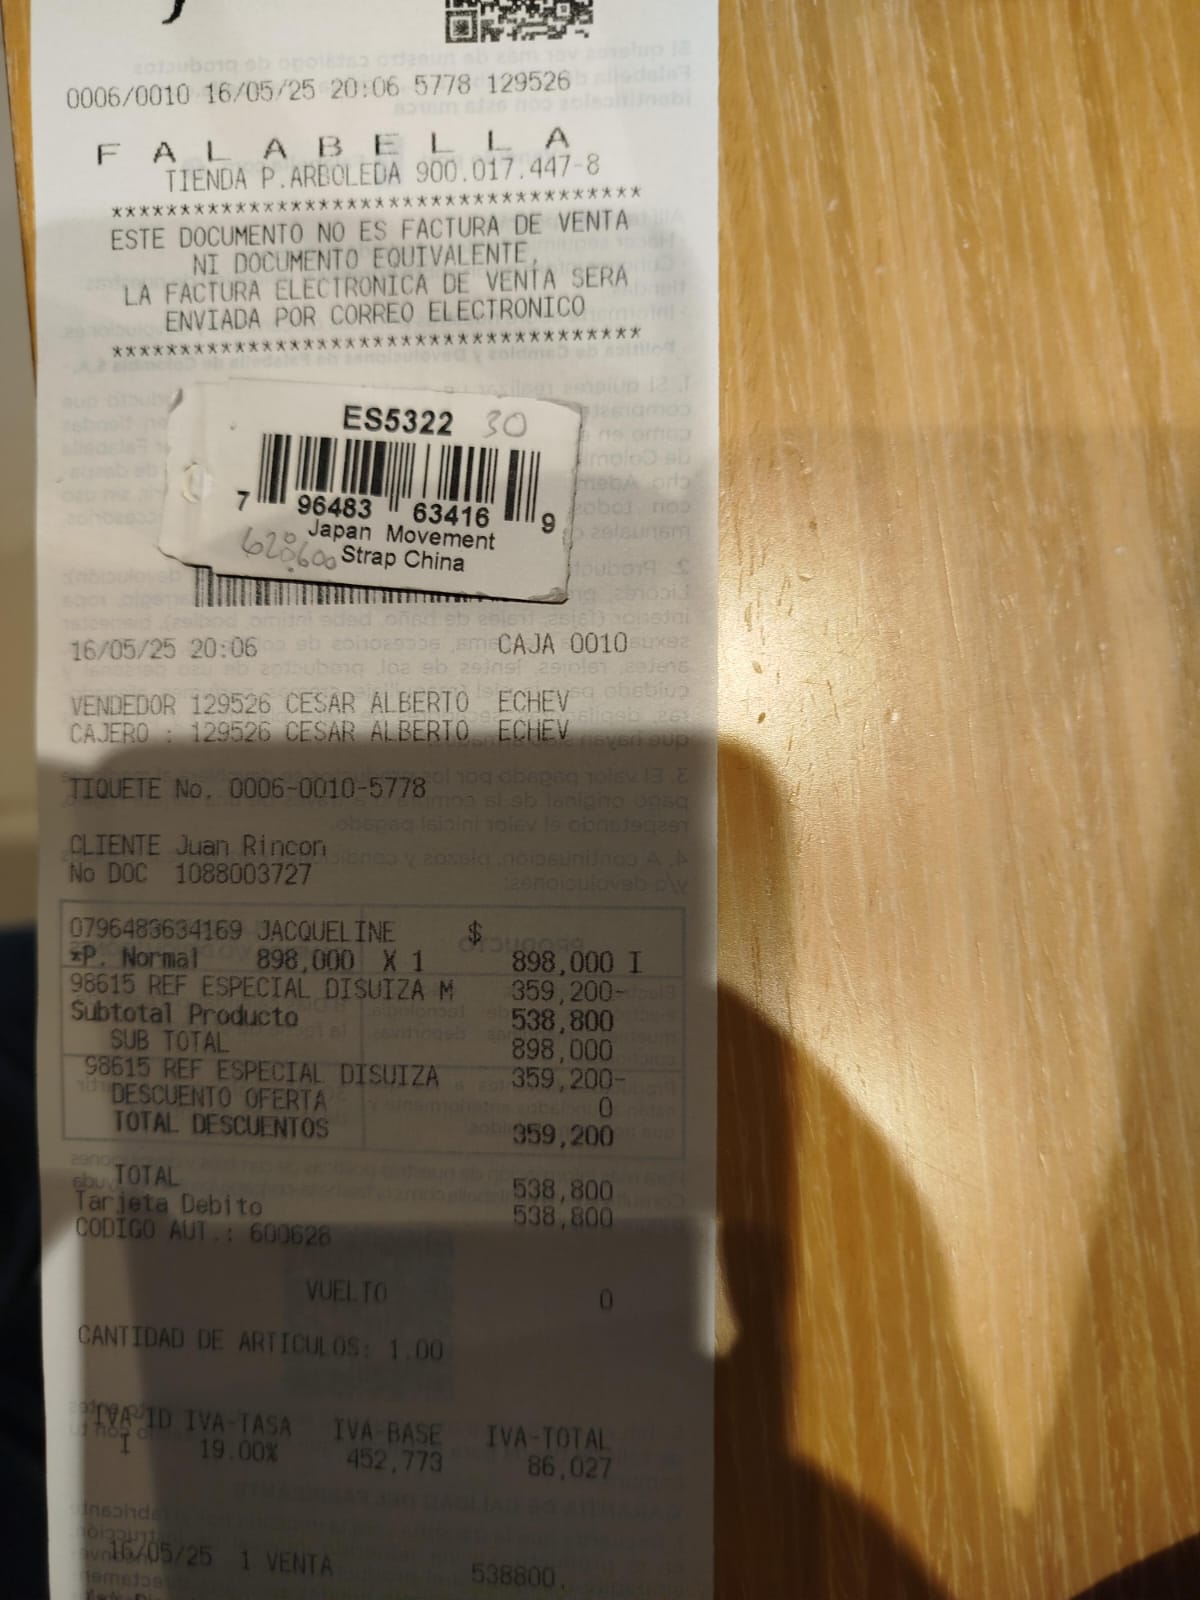 0006/0010 16/05/25 20:06 5778 129526
F A L A B E L L A
TIENDA P.ARBOLEDA 900.017.447-8
***************************************
ESTE DOCUMENTO NO ES FACTURA DE VENTA
NI DOCUMENTO EQUIVALENTE,
LA FACTURA ELECTRONICA DE VENTA SERA
ENVIADA POR CORREO ELECTRONICO
***************************************
ES5322 30
7 96483 63416 9
Japan Movement
628.600 Strap China
16/05/25 20:06 CAJA 0010
VENDEDOR 129526 CESAR ALBERTO ECHEV
CAJERO : 129526 CESAR ALBERTO ECHEV
TIQUETE No. 0006-0010-5778
CLIENTE Juan Rincon
No DOC 1088003727
0796483634169 JACQUELINE $
*P. Normal 898,000 X 1 898,000 I
98615 REF ESPECIAL DISUIZA M 359,200-
Subtotal Producto 538,800
SUB TOTAL 898,000
98615 REF ESPECIAL DISUIZA 359,200-
DESCUENTO OFERTA 0
TOTAL DESCUENTOS 359,200
TOTAL 538,800
Tarjeta Debito 538,800
CODIGO AUT.: 600628
VUELTO 0
CANTIDAD DE ARTICULOS: 1.00
IVA-ID IVA-TASA IVA-BASE IVA-TOTAL
I 19.00% 452,773 86,027
16/05/25 1 VENTA 538800.